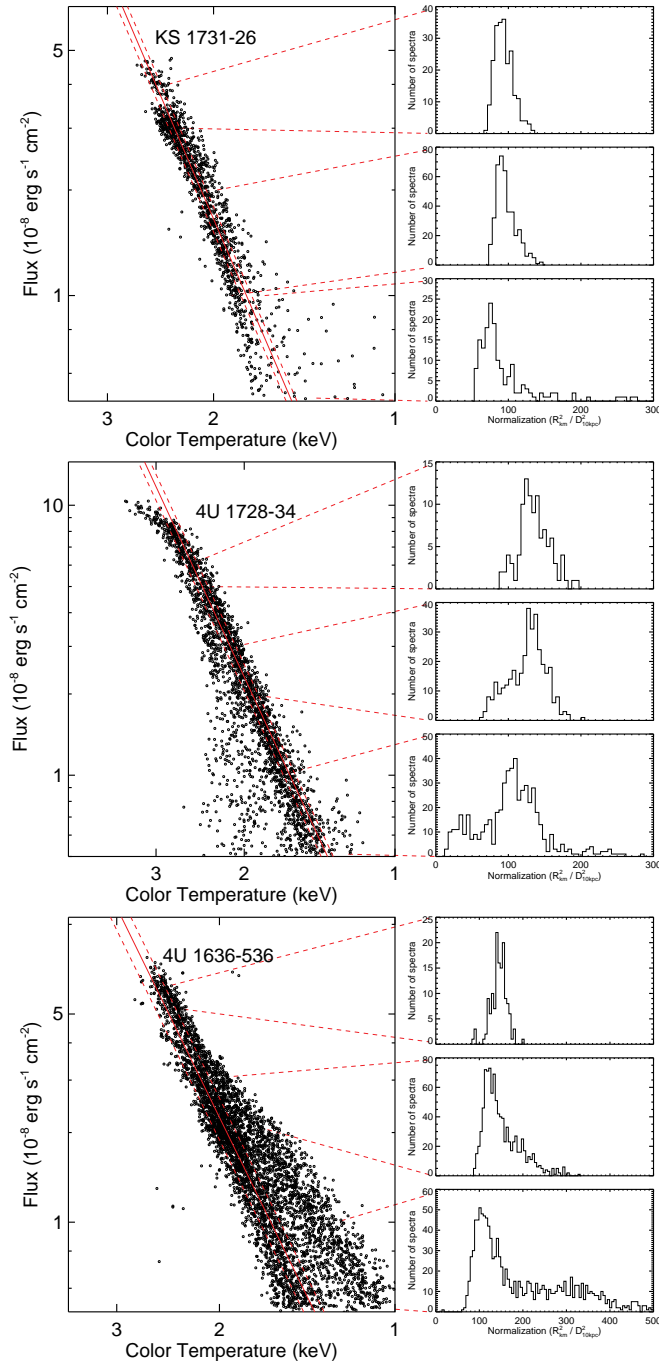 KS 1731-26
5
1
Flux (10⁻⁸ erg s⁻¹ cm⁻²)
3 2 1
Color Temperature (keV)
40
30
20
10
0
Number of spectra
80
60
40
20
0
Number of spectra
30
25
20
15
10
5
0
Number of spectra
0 100 200 300
Normalization (R²km / D²10kpc)
4U 1728-34
10
1
Flux (10⁻⁸ erg s⁻¹ cm⁻²)
3 2 1
Color Temperature (keV)
15
10
5
0
Number of spectra
40
30
20
10
0
Number of spectra
50
40
30
20
10
0
Number of spectra
0 100 200 300
Normalization (R²km / D²10kpc)
4U 1636-536
5
1
Flux (10⁻⁸ erg s⁻¹ cm⁻²)
3 2 1
Color Temperature (keV)
25
20
15
10
5
0
Number of spectra
80
60
40
20
0
Number of spectra
60
50
40
30
20
10
0
Number of spectra
0 100 200 300 400 500
Normalization (R²km / D²10kpc)